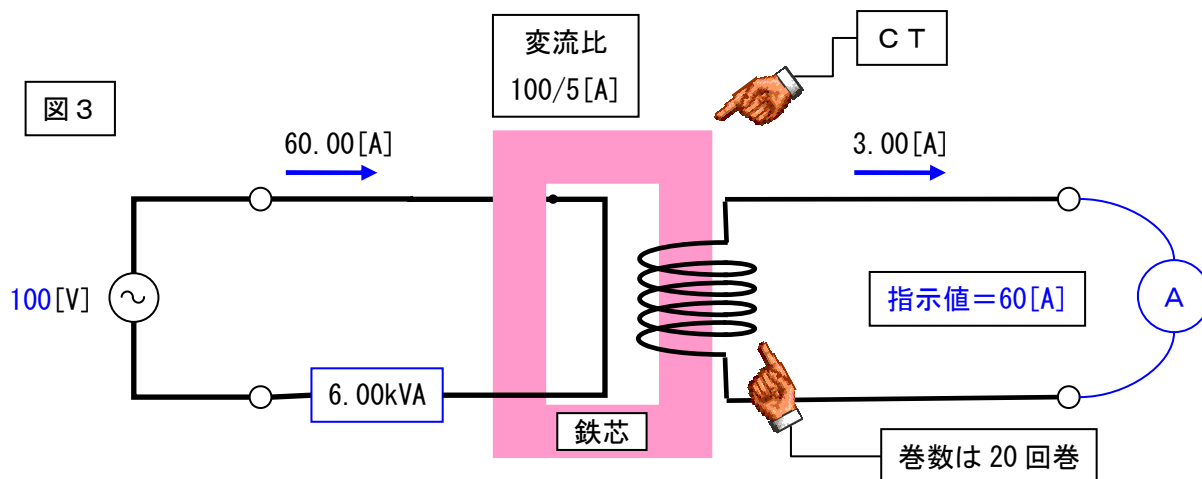 変流比
100/5[A]
ＣＴ
図３
60.00[A]
3.00[A]
100[V]
指示値＝60[A]
A
6.00kVA
鉄芯
巻数は 20 回巻